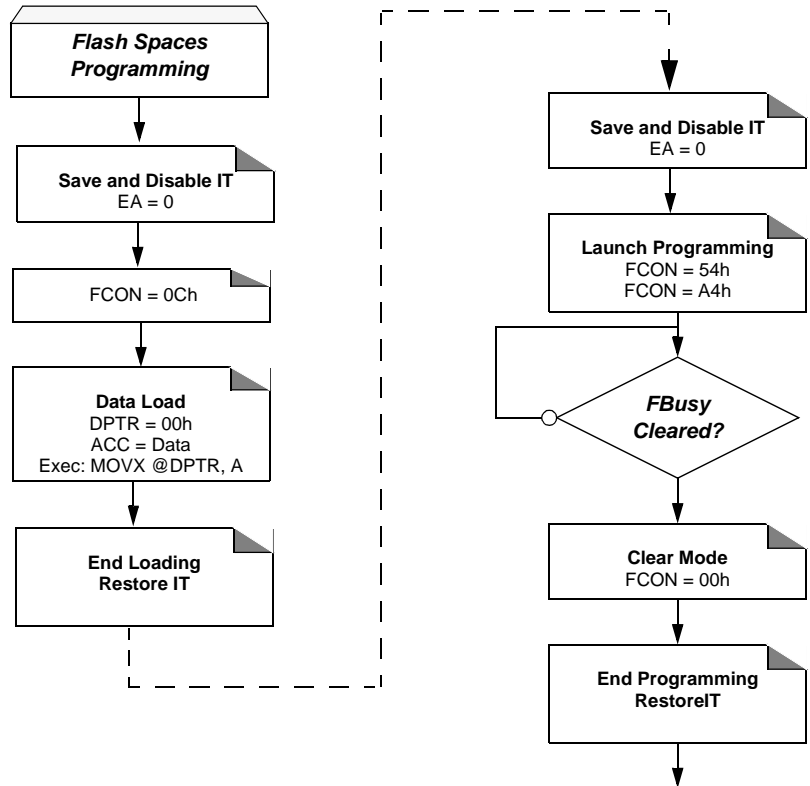 Flash Spaces
Programming
Save and Disable IT
EA = 0
FCON = 0Ch
Data Load
DPTR = 00h
ACC = Data
Exec: MOVX @DPTR, A
End Loading
Restore IT
Save and Disable IT
EA = 0
Launch Programming
FCON = 54h
FCON = A4h
FBusy
Cleared?
Clear Mode
FCON = 00h
End Programming
RestoreIT